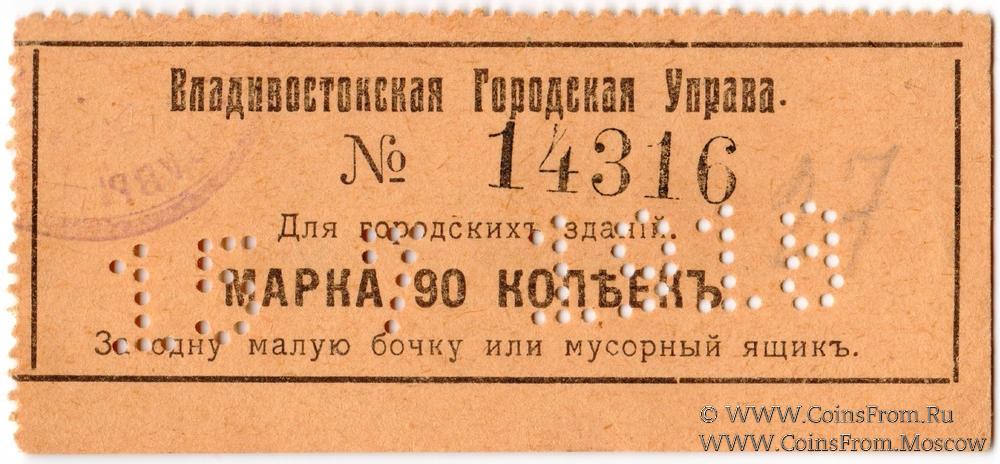 Владивостокская Городская Управа.
№ 14316
Для городскихъ зданій.
МАРКА 90 КОПѢЕКЪ
За одну малую бочку или мусорный ящикъ.
17
© WWW.CoinsFrom.Ru
WWW.CoinsFrom.Moscow